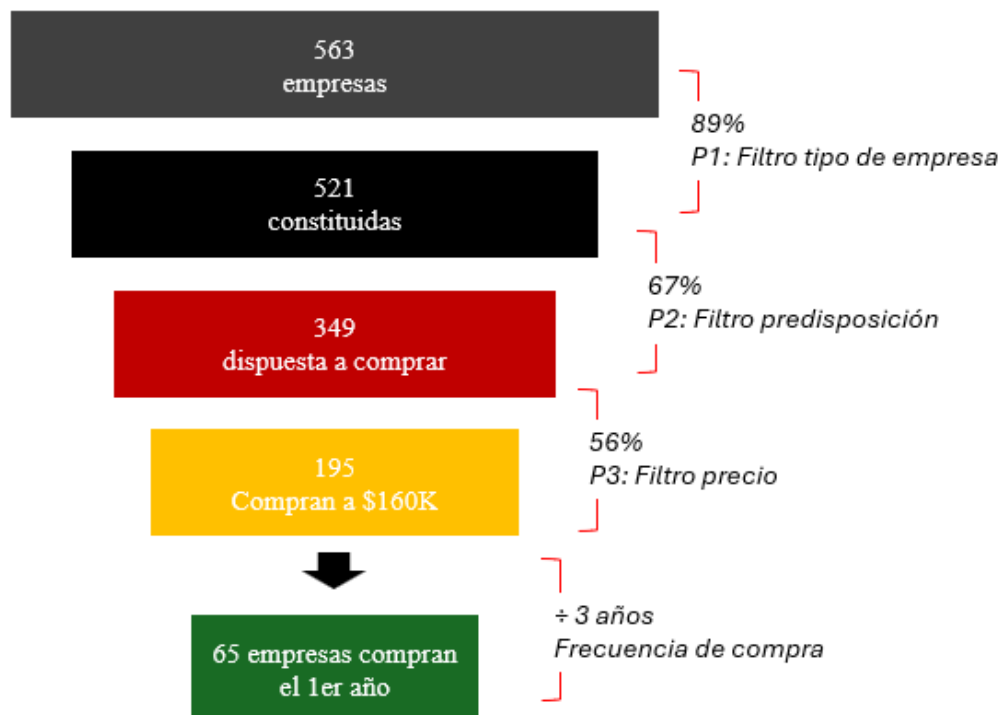 563
empresas
89%
P1: Filtro tipo de empresa
521
constituidas
67%
P2: Filtro predisposición
349
dispuesta a comprar
56%
P3: Filtro precio
195
Compran a $160K
÷ 3 años
Frecuencia de compra
65 empresas compran
el 1er año